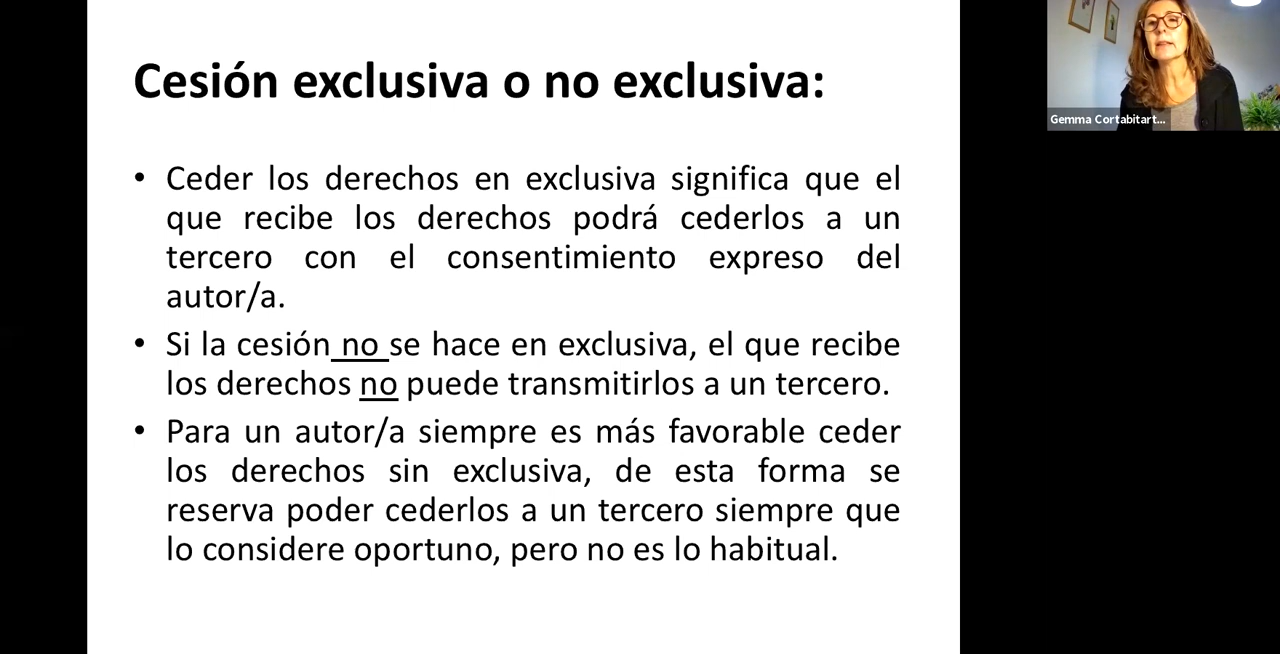 Cesión exclusiva o no exclusiva:
• Ceder los derechos en exclusiva significa que el
que recibe los derechos podrá cederlos a un
tercero con el consentimiento expreso del
autor/a.
• Si la cesión no se hace en exclusiva, el que recibe
los derechos no puede transmitirlos a un tercero.
• Para un autor/a siempre es más favorable ceder
los derechos sin exclusiva, de esta forma se
reserva poder cederlos a un tercero siempre que
lo considere oportuno, pero no es lo habitual.
Gemma Cortabitart...